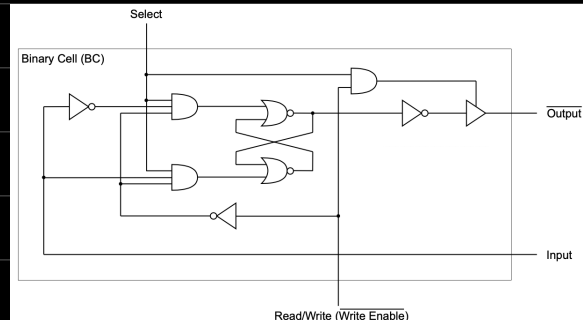 Select
Binary Cell (BC)
Output
Input
Read/Write (Write Enable)